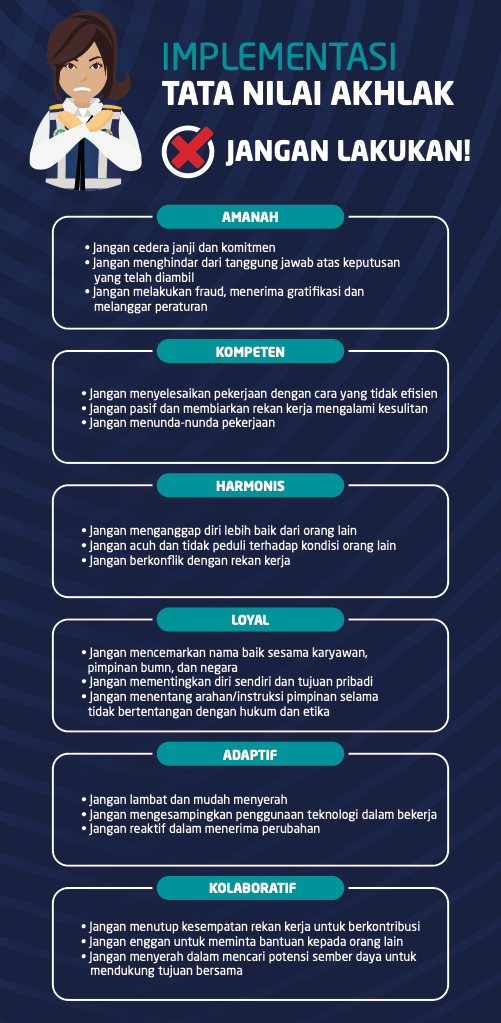 IMPLEMENTASI
TATA NILAI AKHLAK
JANGAN LAKUKAN!
AMANAH
• Jangan cedera janji dan komitmen
• Jangan menghindar dari tanggung jawab atas keputusan
yang telah diambil
• Jangan melakukan fraud, menerima gratifikasi dan
melanggar peraturan
KOMPETEN
• Jangan menyelesaikan pekerjaan dengan cara yang tidak efisien
• Jangan pasif dan membiarkan rekan kerja mengalami kesulitan
• Jangan menunda-nunda pekerjaan
HARMONIS
• Jangan menganggap diri lebih baik dari orang lain
• Jangan acuh dan tidak peduli terhadap kondisi orang lain
• Jangan berkonflik dengan rekan kerja
LOYAL
• Jangan mencemarkan nama baik sesama karyawan,
pimpinan bumn, dan negara
• Jangan mementingkan diri sendiri dan tujuan pribadi
• Jangan menentang arahan/instruksi pimpinan selama
tidak bertentangan dengan hukum dan etika
ADAPTIF
• Jangan lambat dan mudah menyerah
• Jangan mengesampingkan penggunaan teknologi dalam bekerja
• Jangan reaktif dalam menerima perubahan
KOLABORATIF
• Jangan menutup kesempatan rekan kerja untuk berkontribusi
• Jangan enggan untuk meminta bantuan kepada orang lain
• Jangan menyerah dalam mencari potensi sember daya untuk
mendukung tujuan bersama